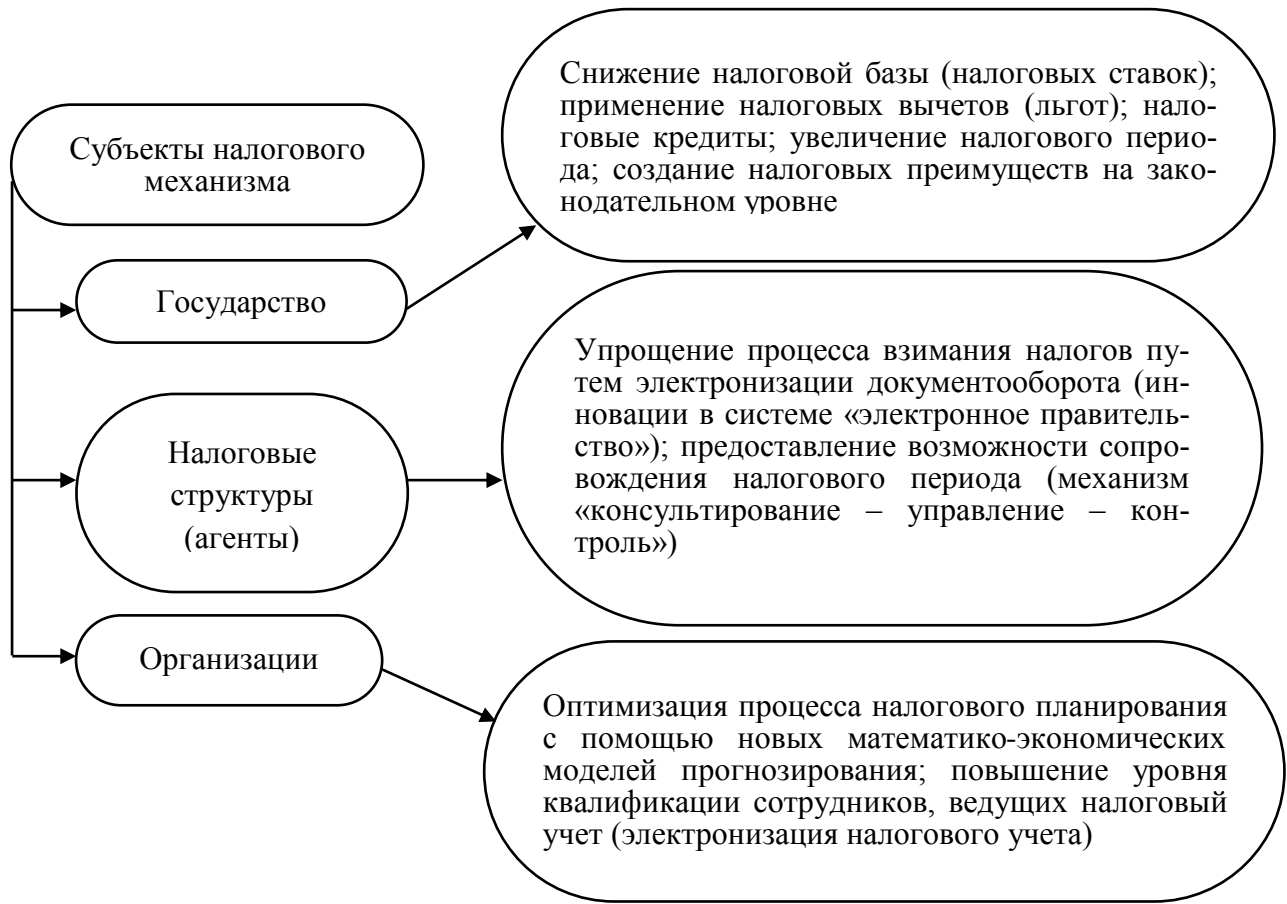 Субъекты налогового
механизма
Снижение налоговой базы (налоговых ставок);
применение налоговых вычетов (льгот); нало-
говые кредиты; увеличение налогового перио-
да; создание налоговых преимуществ на зако-
нодательном уровне
Государство
Упрощение процесса взимания налогов пу-
тем электронизации документооборота (ин-
новации в системе «электронное правитель-
ство»); предоставление возможности сопро-
вождения налогового периода (механизм
«консультирование – управление – кон-
троль»)
Налоговые
структуры
(агенты)
Организации
Оптимизация процесса налогового планирования
с помощью новых математико-экономических
моделей прогнозирования; повышение уровня
квалификации сотрудников, ведущих налоговый
учет (электронизация налогового учета)